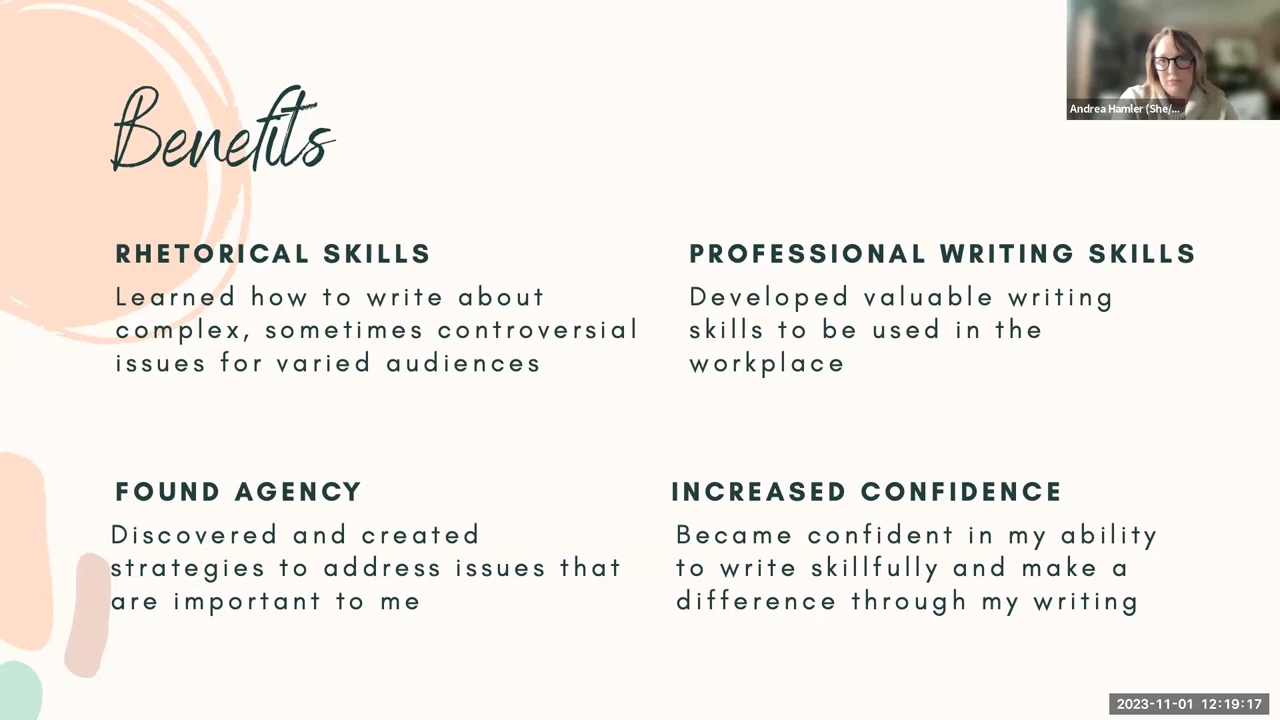 Benefits
Andrea Hamler (She/...
RHETORICAL SKILLS
Learned how to write about
complex, sometimes controversial
issues for varied audiences
PROFESSIONAL WRITING SKILLS
Developed valuable writing
skills to be used in the
workplace
FOUND AGENCY
Discovered and created
strategies to address issues that
are important to me
INCREASED CONFIDENCE
Became confident in my ability
to write skillfully and make a
difference through my writing
2023-11-01 12:19:17